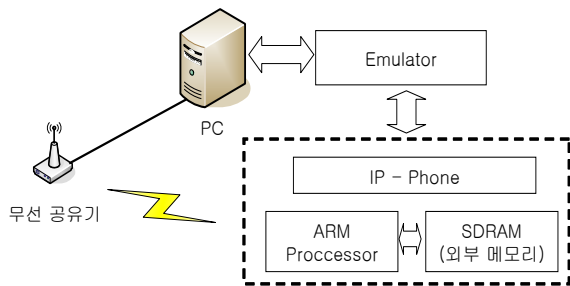 Emulator
PC
IP - Phone
무선 공유기
ARM
Proccessor
SDRAM
(외부 메모리)